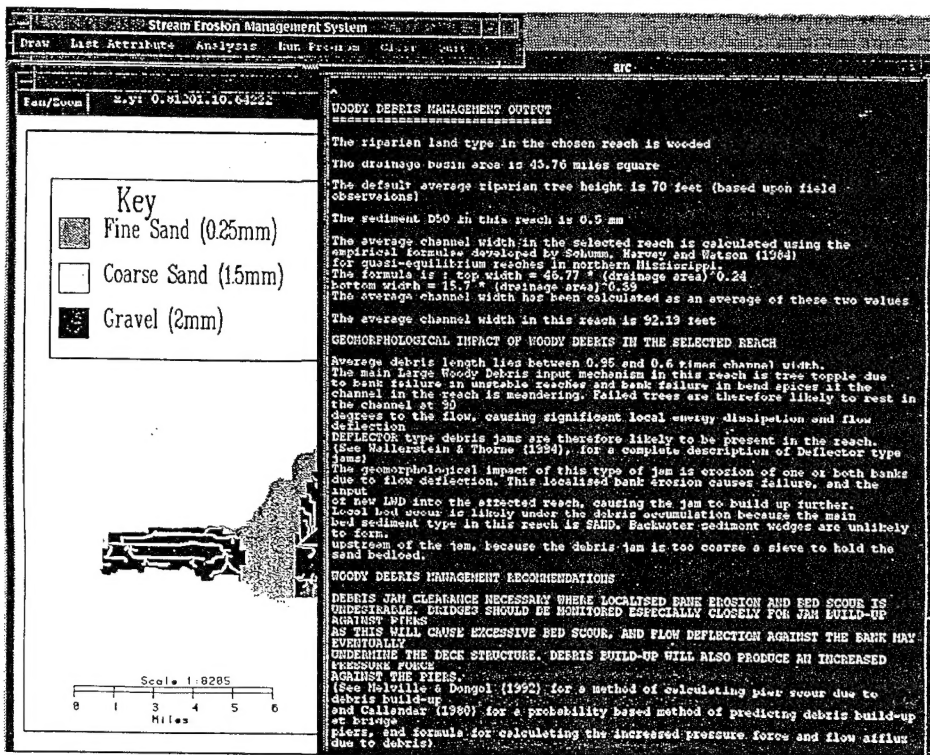 Stream Erosion Management System
Draw List Attribute Analysis Run Program Clear Quit
arc
Pan/Zoom x,y: 0.81201,10.64222
Key
Fine Sand (0.25mm)
Coarse Sand (1.5mm)
Gravel (2mm)
Scale 1:8205
0 1 2 3 4 5 6
Miles
WOODY DEBRIS MANAGEMENT OUTPUT
==============================
The riparian land type in the chosen reach is wooded
The drainage basin area is 43.76 miles square
The default average riparian tree height is 70 feet (based upon field
observaions)
The sediment D50 in this reach is 0.5 mm
The average channel width in the selected reach is calculated using the
empirical formulae developed by Schumm, Harvey and Watson (1984)
for quasi-equilibrium reaches in northern Mississippi.
The formula is : top width = 46.77 * (drainage area)^0.24
bottom width = 15.7 * (drainage area)^0.39
The average channel width has been calculated as an average of these two values
The average channel width in this reach is 92.19 feet
GEOMORPHOLOGICAL IMPACT OF WOODY DEBRIS IN THE SELECTED REACH
Average debris length lies between 0.95 and 0.6 times channel width.
The main Large Woody Debris input mechanism in this reach is tree topple due
to bank failure in unstable reaches and bank failure in bend apices if the
channel in the reach is meandering. Failed trees are therefore likely to rest in
the channel at 90
degrees to the flow, causing significant local energy dissipation and flow
deflection
DEFLECTOR type debris jams are therefore likely to be present in the reach.
(See Wallerstein & Thorne (1994), for a complete description of Deflector type
jams)
The geomorphological impact of this type of jam is erosion of one or both banks
due to flow deflection. This localised bank erosion causes failure, and the
input
of new LWD into the affected reach, causing the jam to build up further.
Local bed scour is likely under the debris accumulation because the main
bed sediment type in this reach is SAND. Backwater sediment wedges are unlikely
to form.
upstream of the jam, because the debris jam is too coarse a sieve to hold the
sand bedload.
WOODY DEBRIS MANAGEMENT RECOMMENDATIONS
DEBRIS JAM CLEARANCE NECESSARY WHERE LOCALISED BANK EROSION AND BED SCOUR IS
UNDESIRABLE. BRIDGES SHOULD BE MONITORED ESPECIALLY CLOSELY FOR JAM BUILD-UP
AGAINST PIERS
AS THIS WILL CAUSE EXCESSIVE BED SCOUR, AND FLOW DEFLECTION AGAINST THE BANK MAY
EVENTUALLY
UNDERMINE THE DECK STRUCTURE. DEBRIS BUILD-UP WILL ALSO PRODUCE AN INCREASED
PRESSURE FORCE
AGAINST THE PIERS.
(See Melville & Dongol (1992) for a method of calculating pier scour due to
debris build-up
and Callandar (1980) for a probability based method of predictng debris build-up
at bridge
piers, and formula for calculating the increased pressure force and flow afflux
due to debris)